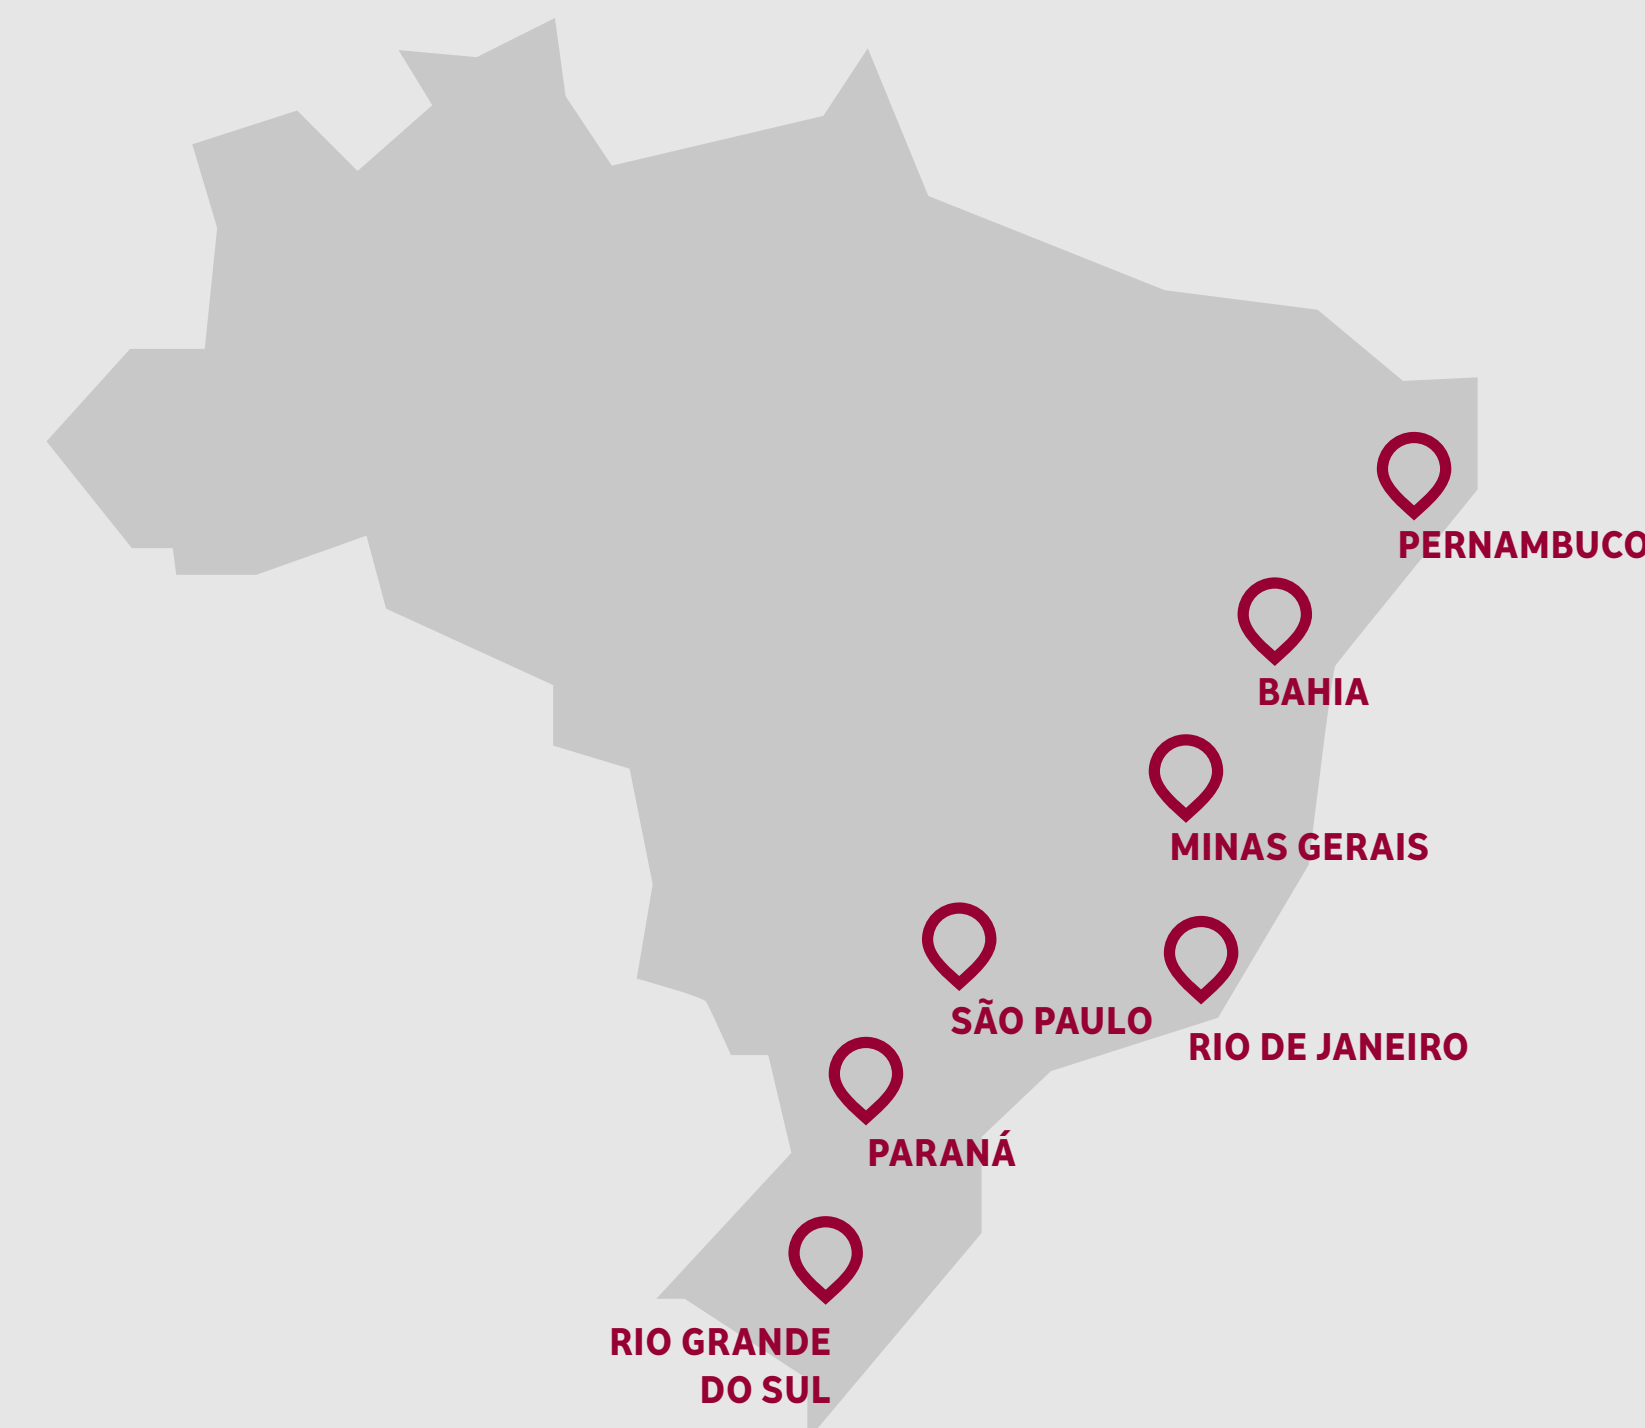 PERNAMBUCO
BAHIA
MINAS GERAIS
SÃO PAULO
RIO DE JANEIRO
PARANÁ
RIO GRANDE
DO SUL